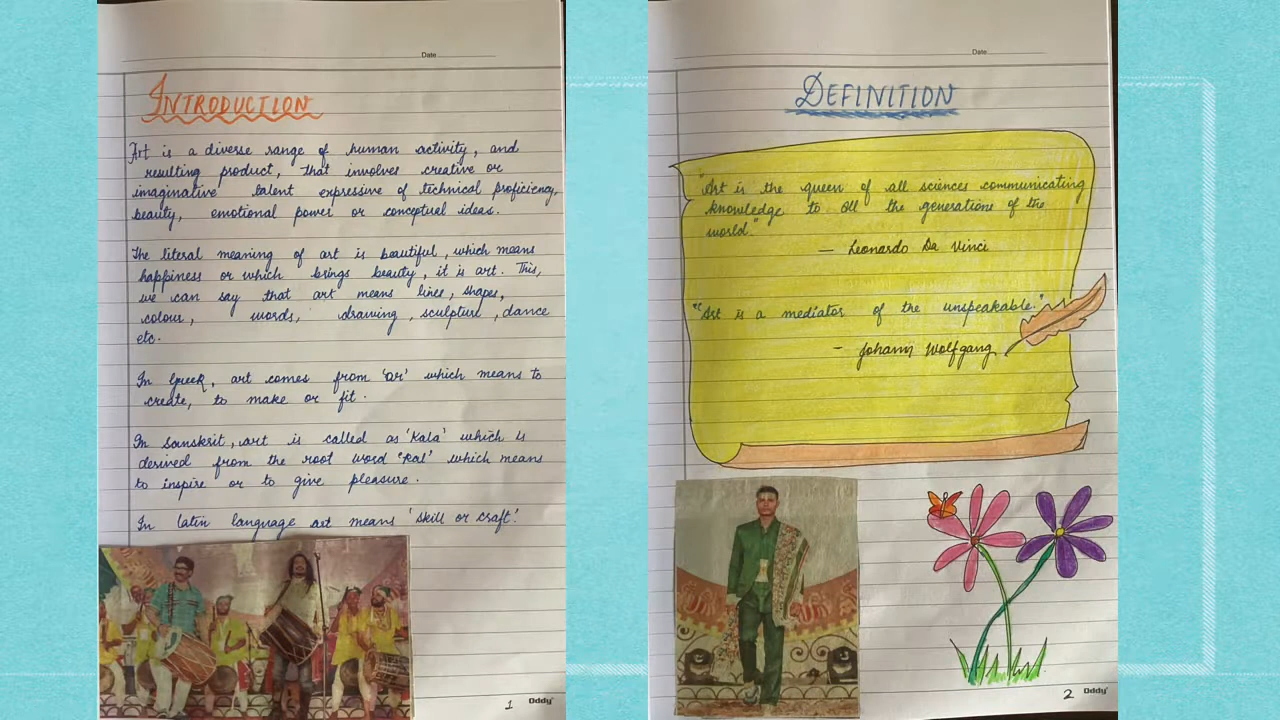 Date
INTRODUCTION
Art is a diverse range of human activity, and
resulting product, that involves creative or
imaginative talent expressive of technical proficiency,
beauty, emotional power or conceptual ideas.
The literal meaning of art is beautiful, which means
happiness or which brings beauty, it is art. This,
we can say that art means lines, shapes,
colour, words, drawing, sculpture, dance
etc.
In Greek, art comes from 'ar' which means to
create, to make or fit.
In sanskrit, art is called as 'Kala' which is
derived from the root word 'Kal' which means
to inspire or to give pleasure.
In latin language art means 'skill or craft'.
1
Oddy
Date
DEFINITION
"Art is the queen of all sciences communicating
knowledge to all the generations of the
world."
— Leonardo Da Vinci
"Art is a mediator of the unspeakable."
- Johann Wolfgang
2
Oddy